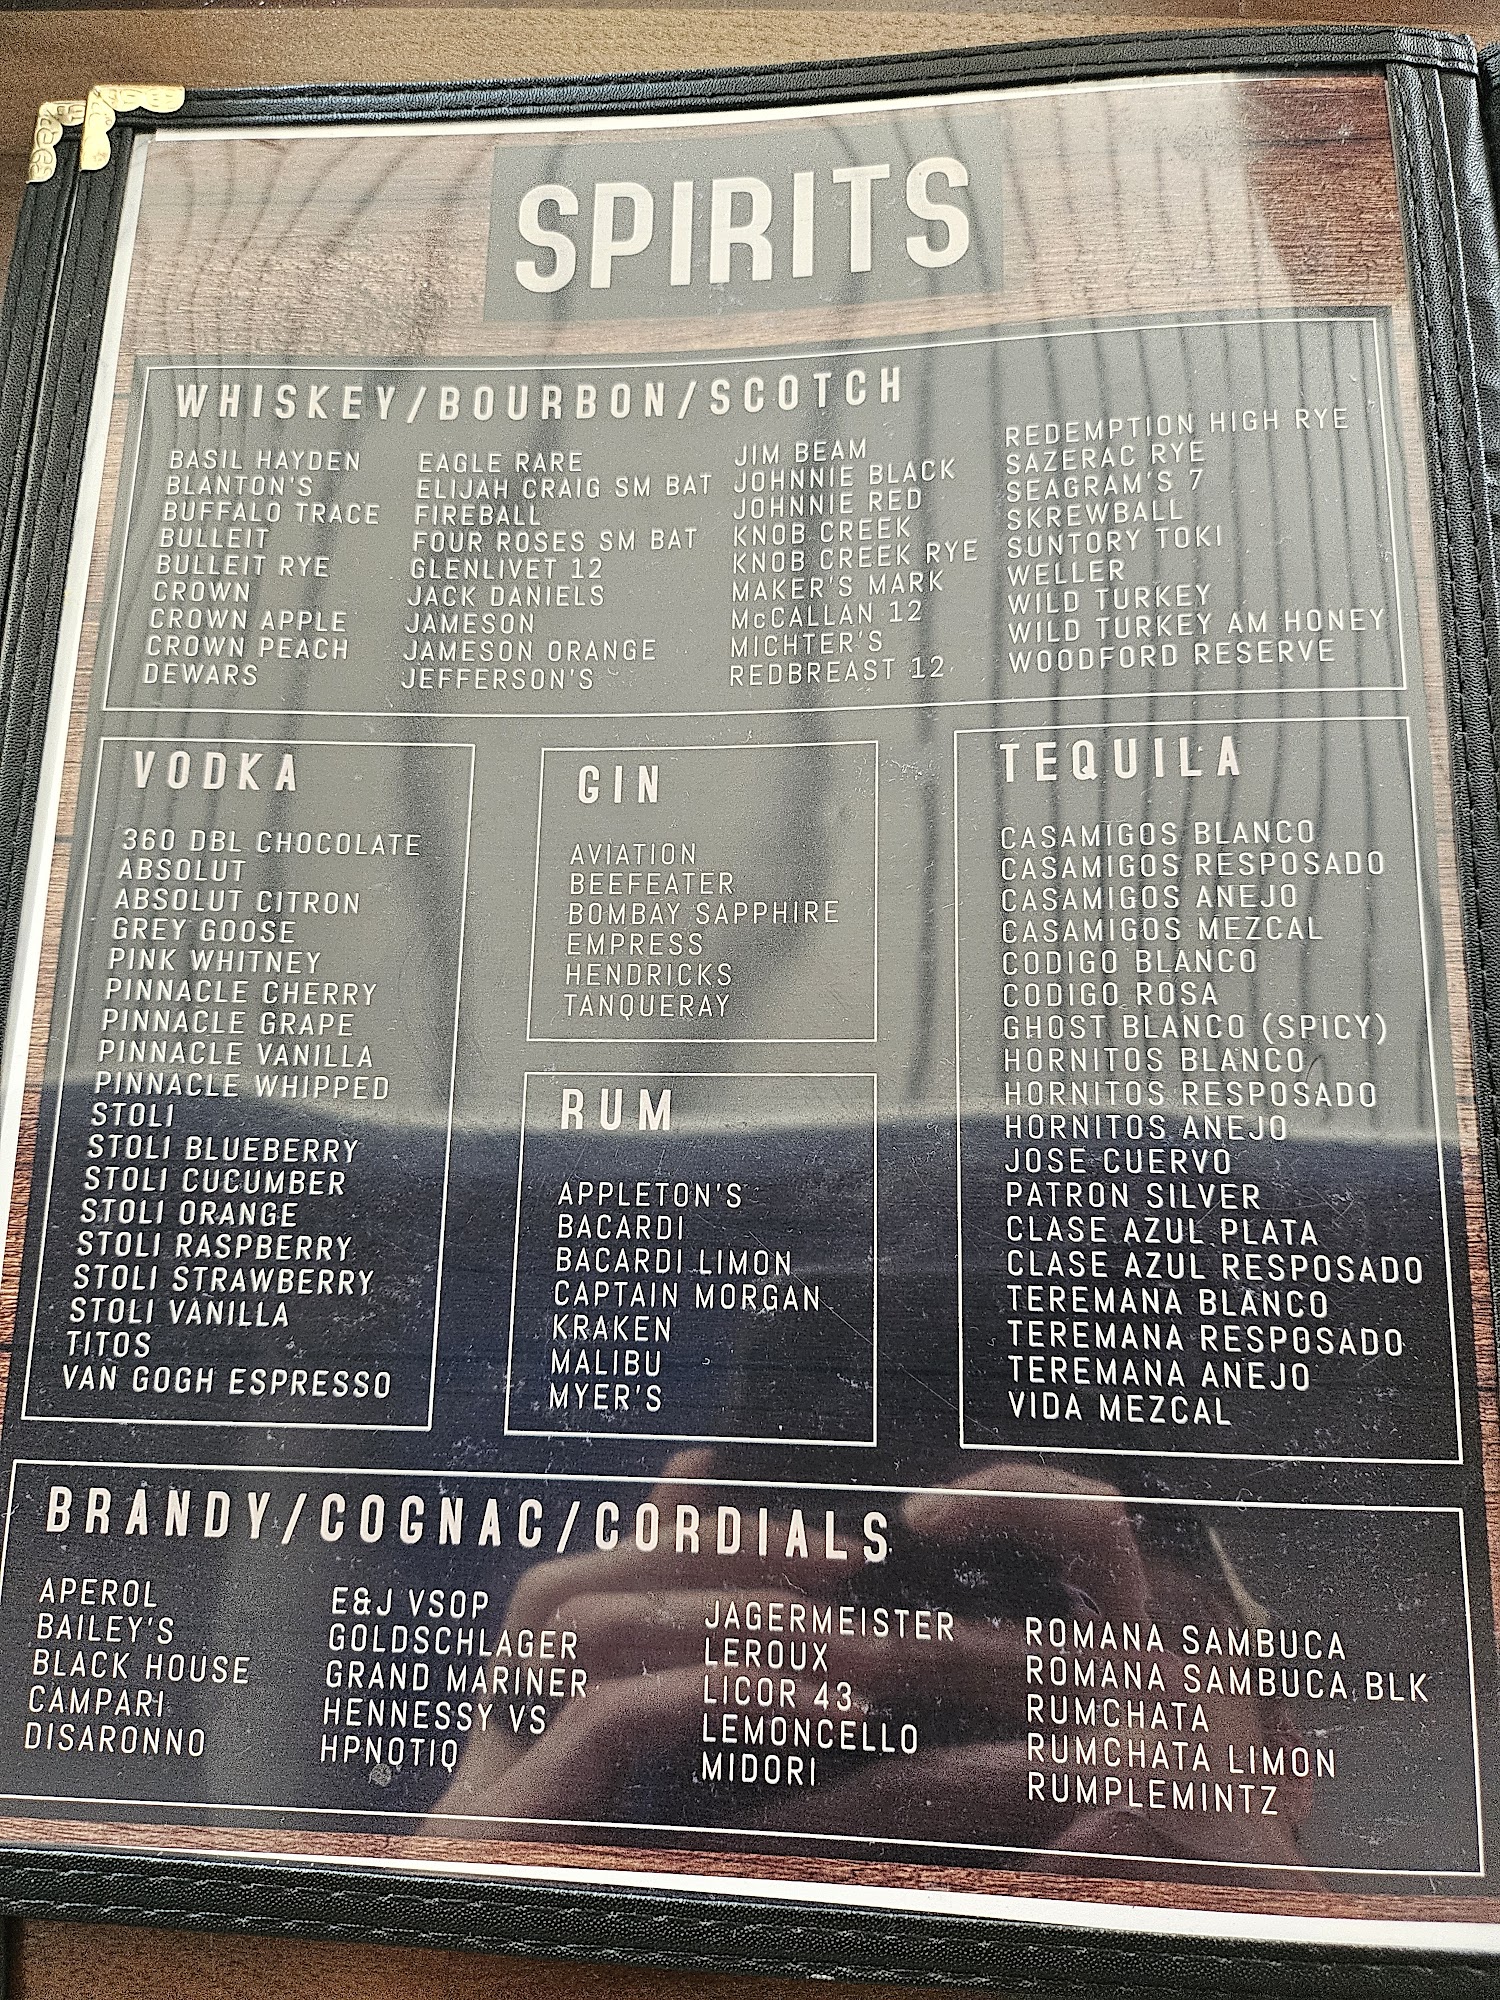 SPIRITS
WHISKEY/BOURBON/SCOTCH
BASIL HAYDEN
BLANTON'S
BUFFALO TRACE
BULLEIT
BULLEIT RYE
CROWN
CROWN APPLE
CROWN PEACH
DEWARS
EAGLE RARE
ELIJAH CRAIG SM BAT
FIREBALL
FOUR ROSES SM BAT
GLENLIVET 12
JACK DANIELS
JAMESON
JAMESON ORANGE
JEFFERSON'S
JIM BEAM
JOHNNIE BLACK
JOHNNIE RED
KNOB CREEK
KNOB CREEK RYE
MAKER'S MARK
McCALLAN 12
MICHTER'S
REDBREAST 12
REDEMPTION HIGH RYE
SAZERAC RYE
SEAGRAM'S 7
SKREWBALL
SUNTORY TOKI
WELLER
WILD TURKEY
WILD TURKEY AM HONEY
WOODFORD RESERVE
VODKA
360 DBL CHOCOLATE
ABSOLUT
ABSOLUT CITRON
GREY GOOSE
PINK WHITNEY
PINNACLE CHERRY
PINNACLE GRAPE
PINNACLE VANILLA
PINNACLE WHIPPED
STOLI
STOLI BLUEBERRY
STOLI CUCUMBER
STOLI ORANGE
STOLI RASPBERRY
STOLI STRAWBERRY
STOLI VANILLA
TITOS
VAN GOGH ESPRESSO
GIN
AVIATION
BEEFEATER
BOMBAY SAPPHIRE
EMPRESS
HENDRICKS
TANQUERAY
RUM
APPLETON'S
BACARDI
BACARDI LIMON
CAPTAIN MORGAN
KRAKEN
MALIBU
MYER'S
TEQUILA
CASAMIGOS BLANCO
CASAMIGOS RESPOSADO
CASAMIGOS ANEJO
CASAMIGOS MEZCAL
CODIGO BLANCO
CODIGO ROSA
GHOST BLANCO (SPICY)
HORNITOS BLANCO
HORNITOS RESPOSADO
HORNITOS ANEJO
JOSE CUERVO
PATRON SILVER
CLASE AZUL PLATA
CLASE AZUL RESPOSADO
TEREMANA BLANCO
TEREMANA RESPOSADO
TEREMANA ANEJO
VIDA MEZCAL
BRANDY/COGNAC/CORDIALS
APEROL
BAILEY'S
BLACK HOUSE
CAMPARI
DISARONNO
E&J VSOP
GOLDSCHLAGER
GRAND MARINER
HENNESSY VS
HPNOTIQ
JAGERMEISTER
LEROUX
LICOR 43
LEMONCELLO
MIDORI
ROMANA SAMBUCA
ROMANA SAMBUCA BLK
RUMCHATA
RUMCHATA LIMON
RUMPLEMINTZ